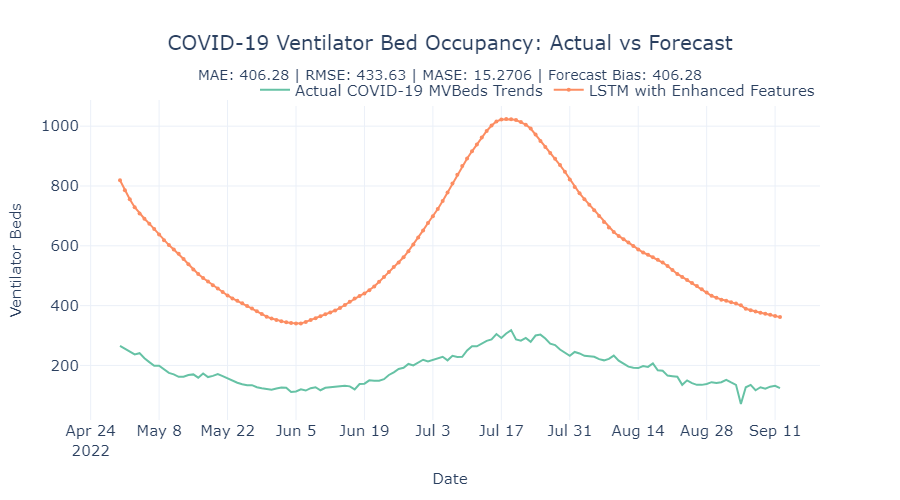 COVID-19 Ventilator Bed Occupancy: Actual vs Forecast
MAE: 406.28 | RMSE: 433.63 | MASE: 15.2706 | Forecast Bias: 406.28
Actual COVID-19 MVBeds Trends
LSTM with Enhanced Features
Ventilator Beds
1000
800
600
400
200
Apr 24 May 8 May 22 Jun 5 Jun 19 Jul 3 Jul 17 Jul 31 Aug 14 Aug 28 Sep 11
2022
Date